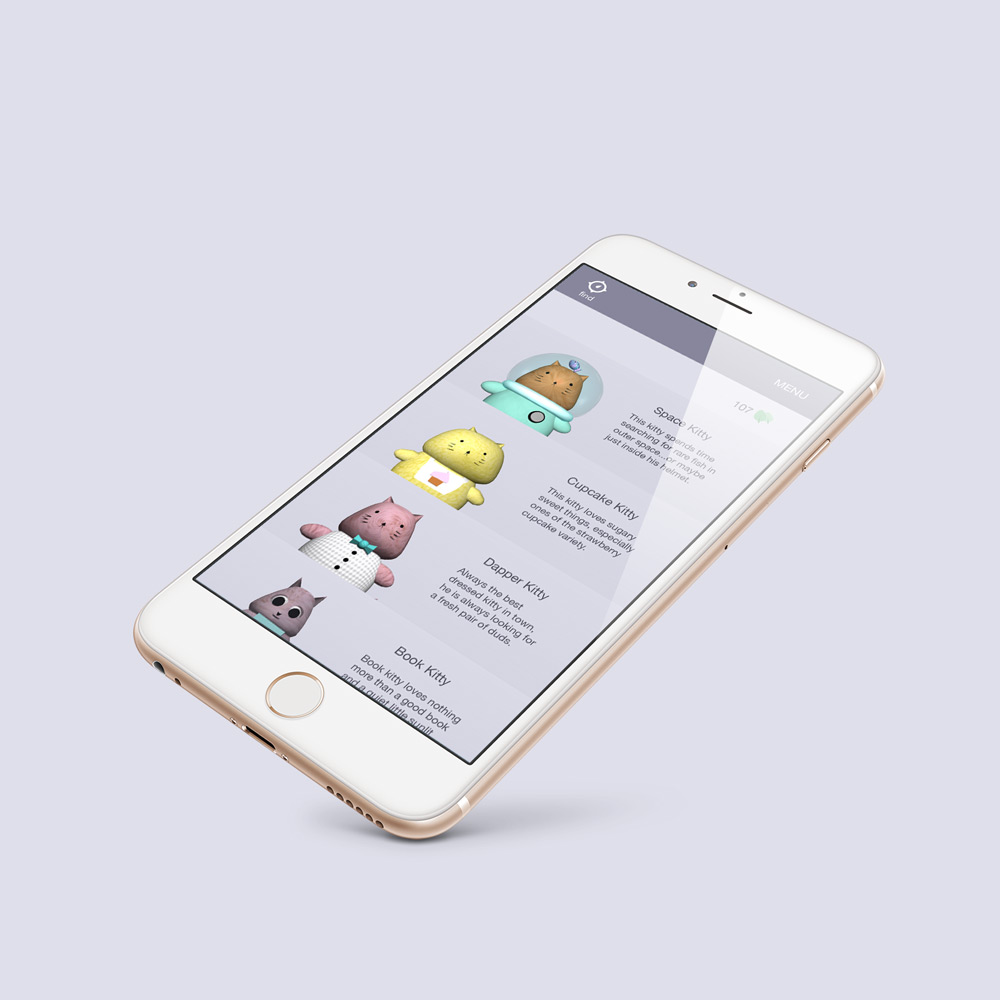 find
MENU
107
Space Kitty
This kitty spends time
searching for rare fish in
outer space...or maybe
just inside his helmet.
Cupcake Kitty
This kitty loves sugary
sweet things, especially
ones of the strawberry
cupcake variety.
Dapper Kitty
Always the best
dressed kitty in town,
he is always looking for
a fresh pair of duds.
Book Kitty
Book kitty loves nothing
more than a good book
and a quiet little sunlit